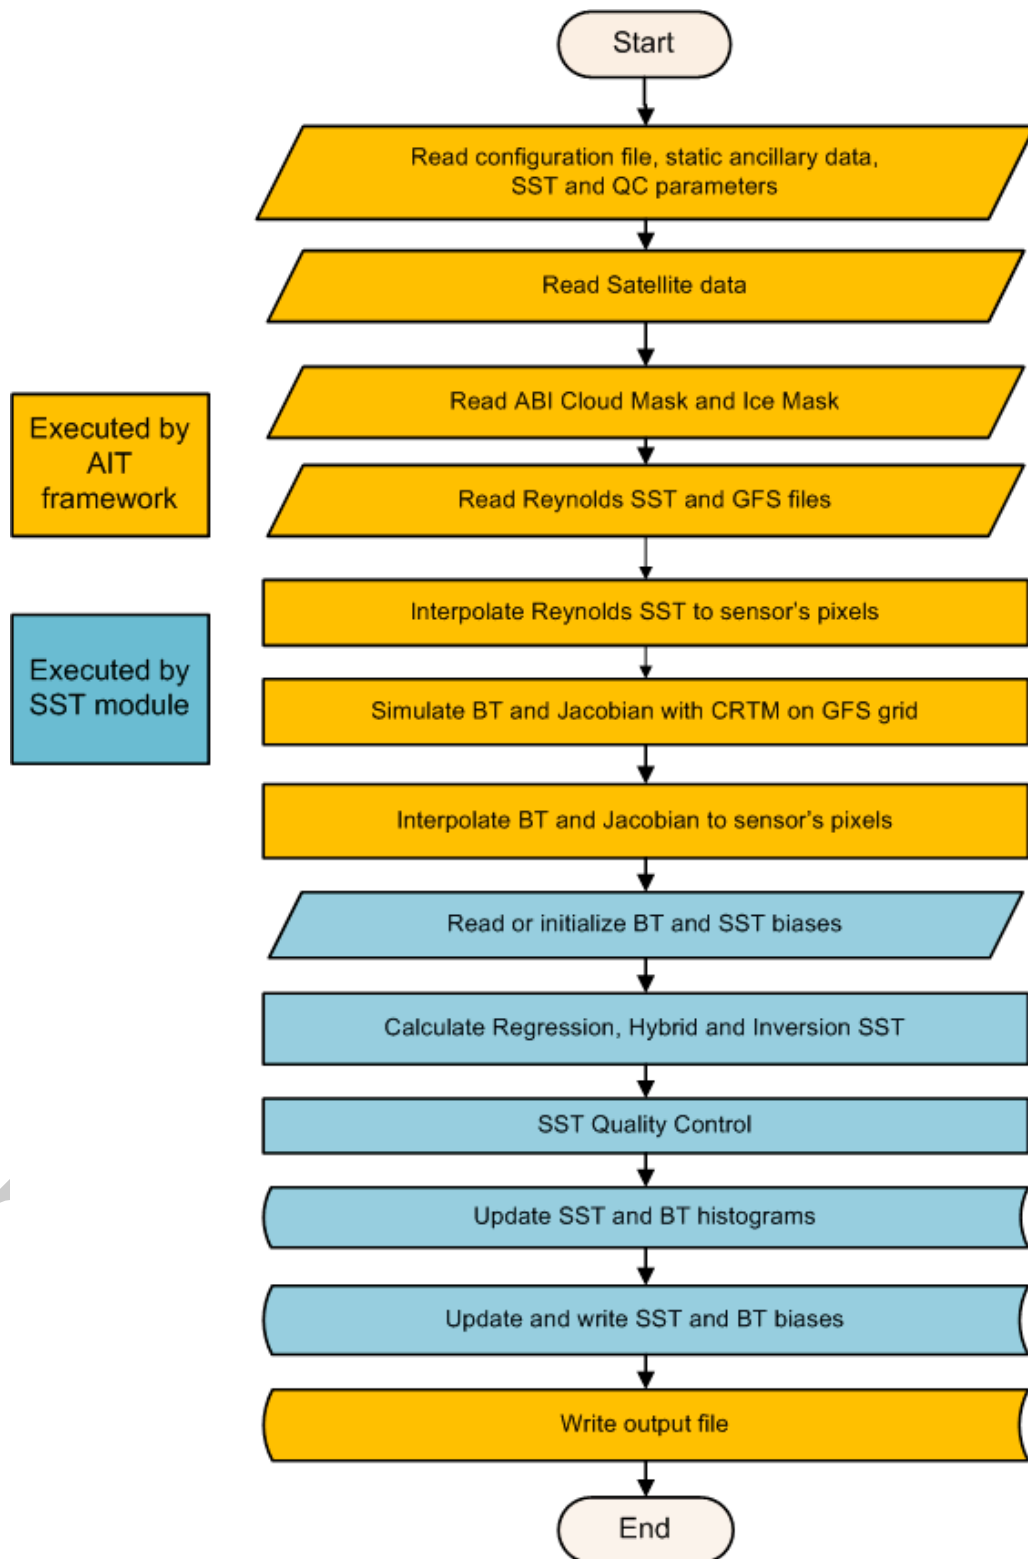 Start
Read configuration file, static ancillary data,
SST and QC parameters
Read Satellite data
Read ABI Cloud Mask and Ice Mask
Read Reynolds SST and GFS files
Executed by
AIT
framework
Interpolate Reynolds SST to sensor's pixels
Executed by
SST module
Simulate BT and Jacobian with CRTM on GFS grid
Interpolate BT and Jacobian to sensor's pixels
Read or initialize BT and SST biases
Calculate Regression, Hybrid and Inversion SST
SST Quality Control
Update SST and BT histograms
Update and write SST and BT biases
Write output file
End